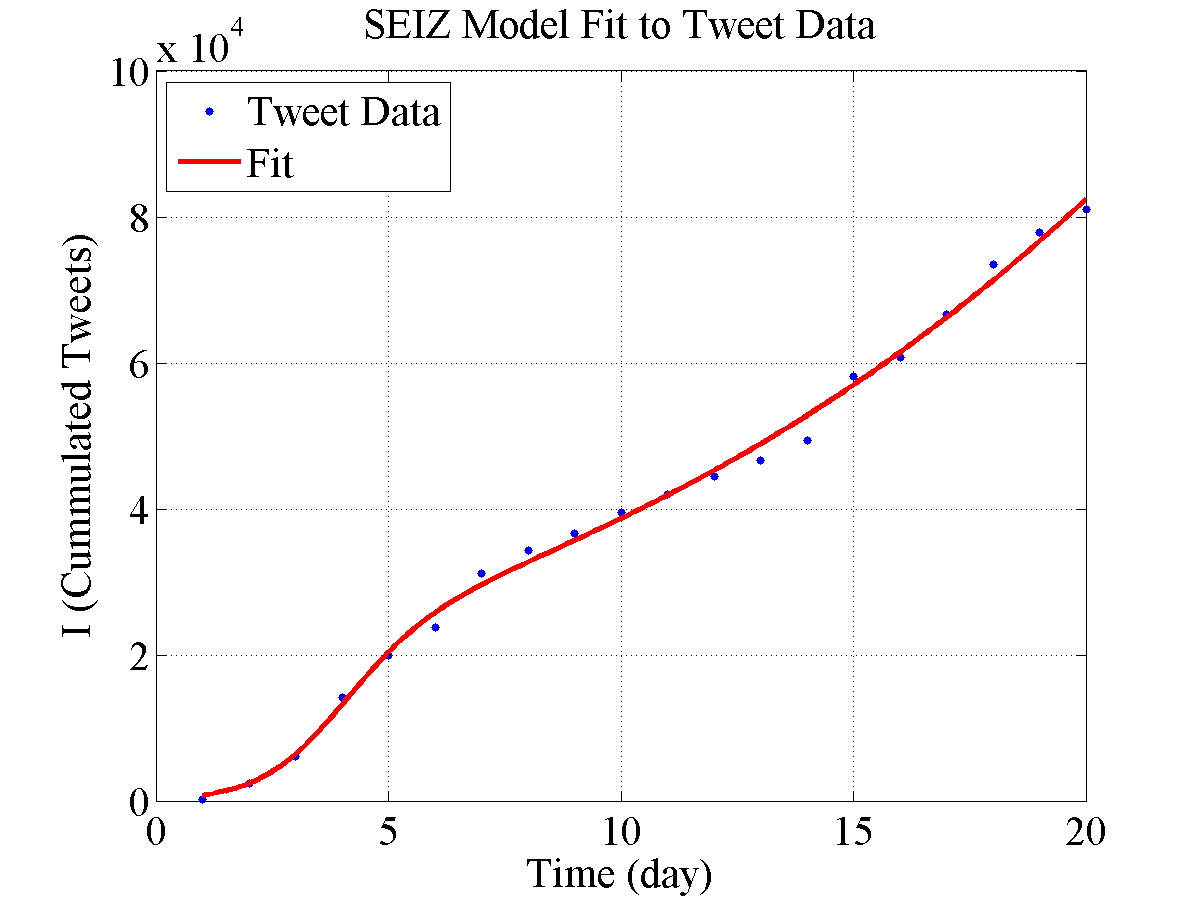 SEIZ Model Fit to Tweet Data
x 10^4
10
8
6
4
2
0
Tweet Data
Fit
I (Cummulated Tweets)
0 5 10 15 20
Time (day)